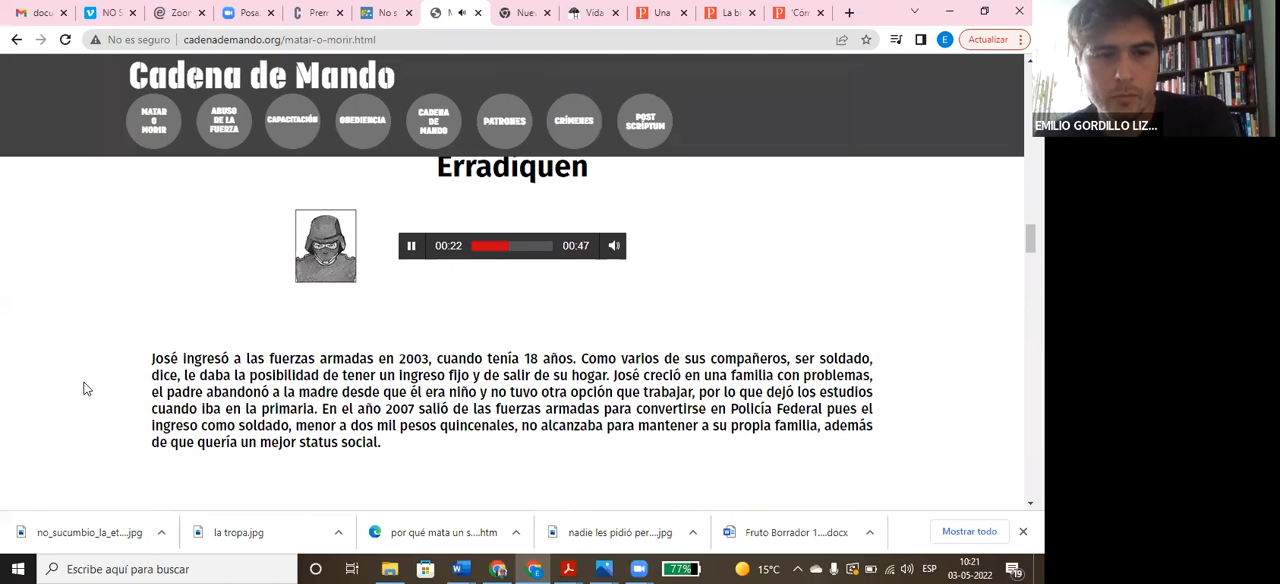 docu
NO S
Zoor
Posa
Pren
No s
N
Nuev
Vida
Una
La bi
'Córr
No es seguro
cadenademando.org/matar-o-morir.html
E
Actualizar
EMILIO GORDILLO LIZ...
Cadena de Mando
MATAR
O
MORIR
ABUSO
DE LA
FUERZA
CAPACITACIÓN
OBEDIENCIA
CADENA
DE
MANDO
PATRONES
CRÍMENES
POST
SCRÍPTUM
Erradiquen
00:22
00:47
José ingresó a las fuerzas armadas en 2003, cuando tenía 18 años. Como varios de sus compañeros, ser soldado,
dice, le daba la posibilidad de tener un ingreso fijo y de salir de su hogar. José creció en una familia con problemas,
el padre abandonó a la madre desde que él era niño y no tuvo otra opción que trabajar, por lo que dejó los estudios
cuando iba en la primaria. En el año 2007 salió de las fuerzas armadas para convertirse en Policía Federal pues el
ingreso como soldado, menor a dos mil pesos quincenales, no alcanzaba para mantener a su propia familia, además
de que quería un mejor status social.
no_sucumbio_la_et....jpg
la tropa.jpg
por qué mata un s....htm
nadie les pidió per....jpg
Fruto Borrador 1....docx
Mostrar todo
Escribe aquí para buscar
77%
15°C
ESP
10:21
03-05-2022
19